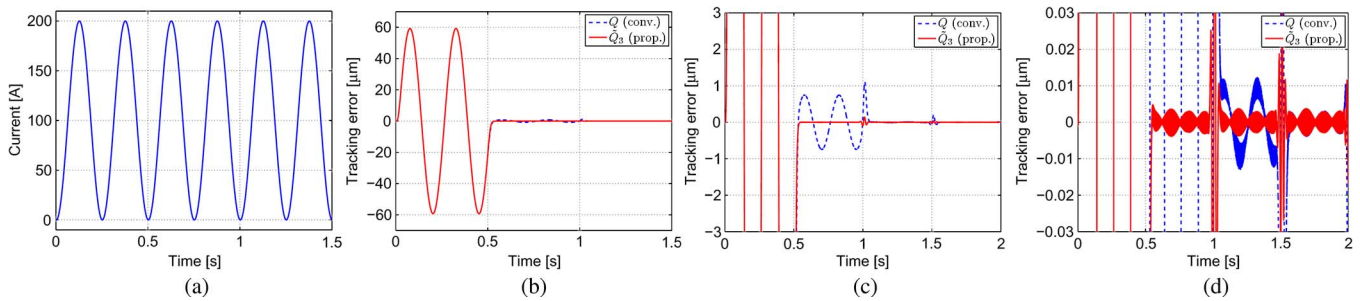 Current [A]
200
150
100
50
0
0 0.5 1 1.5
Time [s]
(a)
Tracking error [μm]
60
40
20
0
−20
−40
−60
Q (conv.)
Q̃₃ (prop.)
0 0.5 1 1.5
Time [s]
(b)
Tracking error [μm]
3
2
1
0
−1
−2
−3
Q (conv.)
Q̃₃ (prop.)
0 0.5 1 1.5 2
Time [s]
(c)
Tracking error [μm]
0.03
0.02
0.01
0
−0.01
−0.02
−0.03
Q (conv.)
Q̃₃ (prop.)
0 0.5 1 1.5 2
Time [s]
(d)